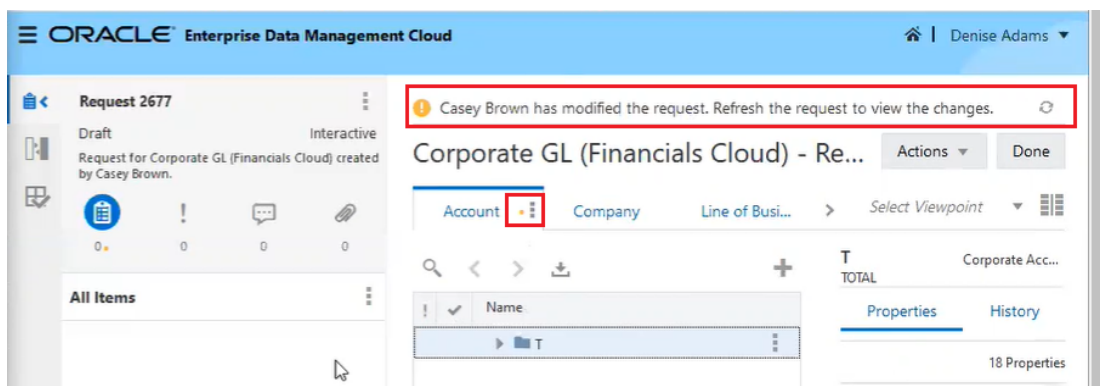 ORACLE Enterprise Data Management Cloud
Denise Adams
Request 2677
Draft Interactive
Request for Corporate GL (Financials Cloud) created
by Casey Brown.
0 0 0 0
All Items
Casey Brown has modified the request. Refresh the request to view the changes.
Corporate GL (Financials Cloud) - Re... Actions Done
Account Company Line of Busi... Select Viewpoint
Name
T
T Corporate Acc...
TOTAL
Properties History
18 Properties